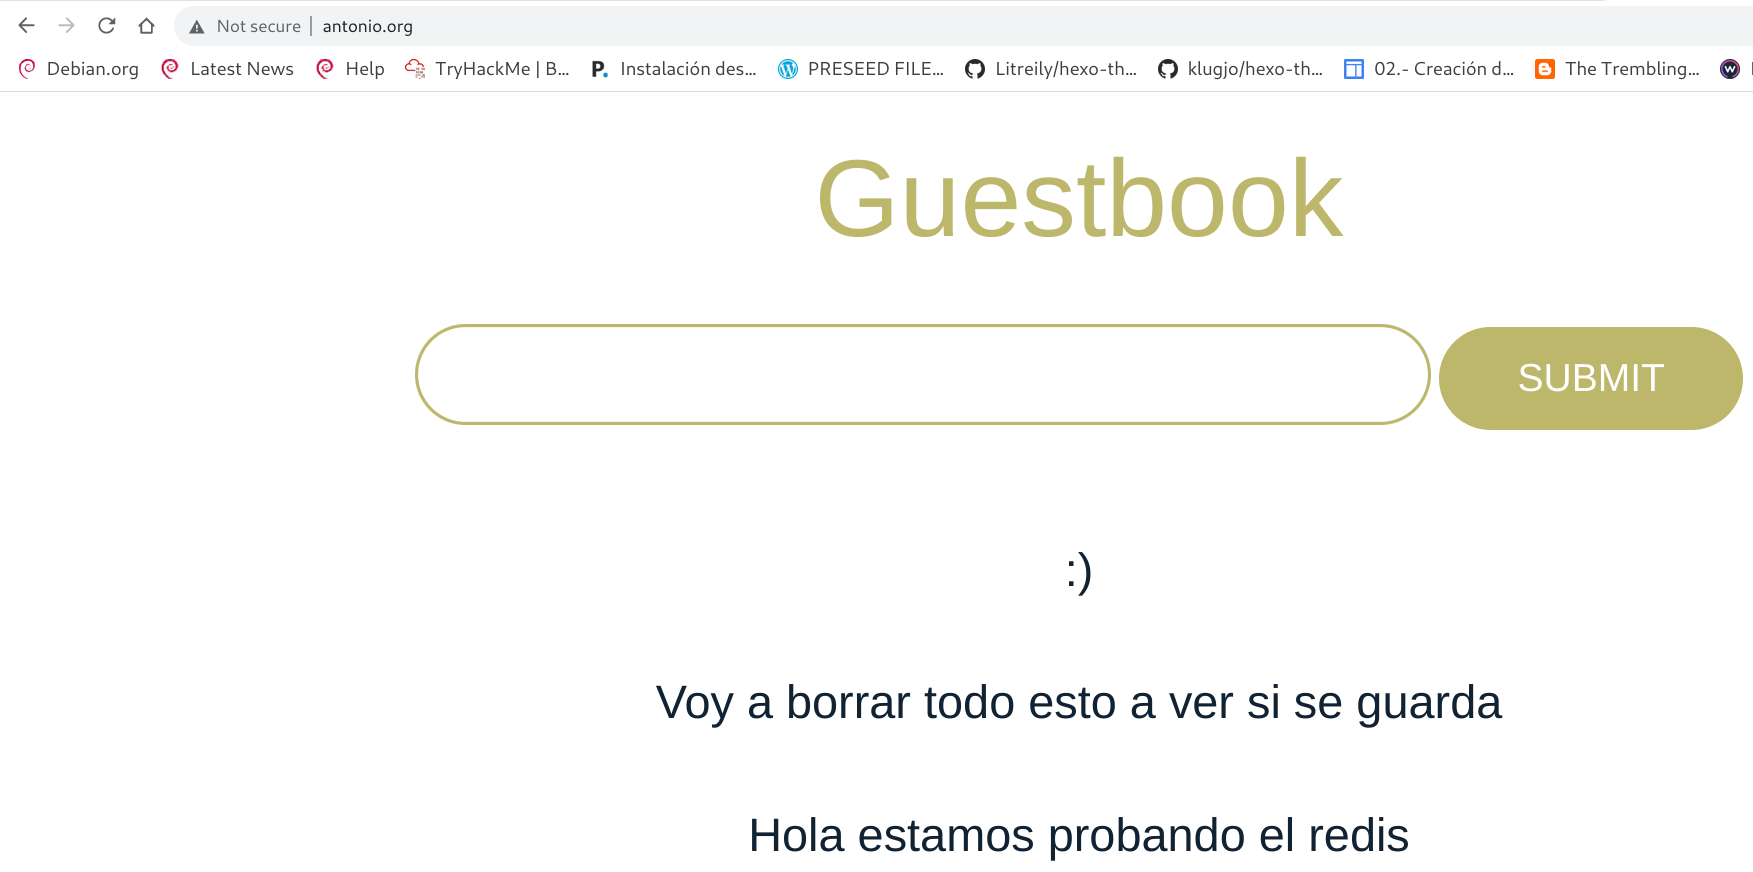 Not secure | antonio.org
Debian.org Latest News Help TryHackMe | B... Instalación des... PRESEED FILE... Litreily/hexo-th... klugjo/hexo-th... 02.- Creación d... The Trembling...
Guestbook
SUBMIT
:)
Voy a borrar todo esto a ver si se guarda
Hola estamos probando el redis